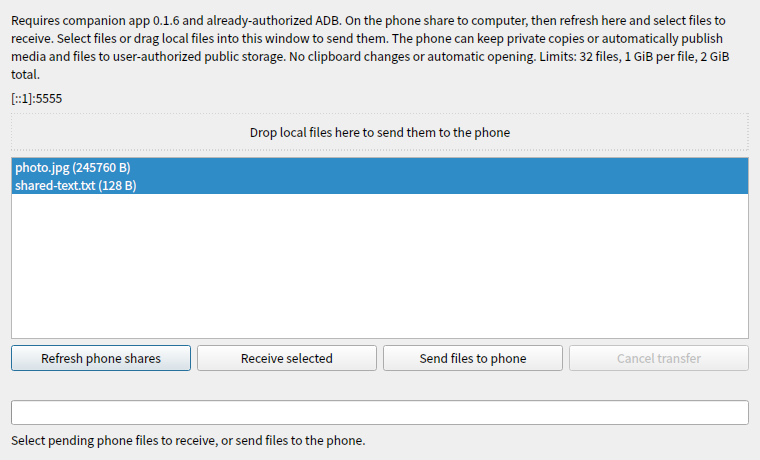 Requires companion app 0.1.6 and already-authorized ADB. On the phone share to computer, then refresh here and select files to
receive. Select files or drag local files into this window to send them. The phone can keep private copies or automatically publish
media and files to user-authorized public storage. No clipboard changes or automatic opening. Limits: 32 files, 1 GiB per file, 2 GiB
total.
[::1]:5555
Drop local files here to send them to the phone
photo.jpg (245760 B)
shared-text.txt (128 B)
Refresh phone shares
Receive selected
Send files to phone
Cancel transfer
Select pending phone files to receive, or send files to the phone.